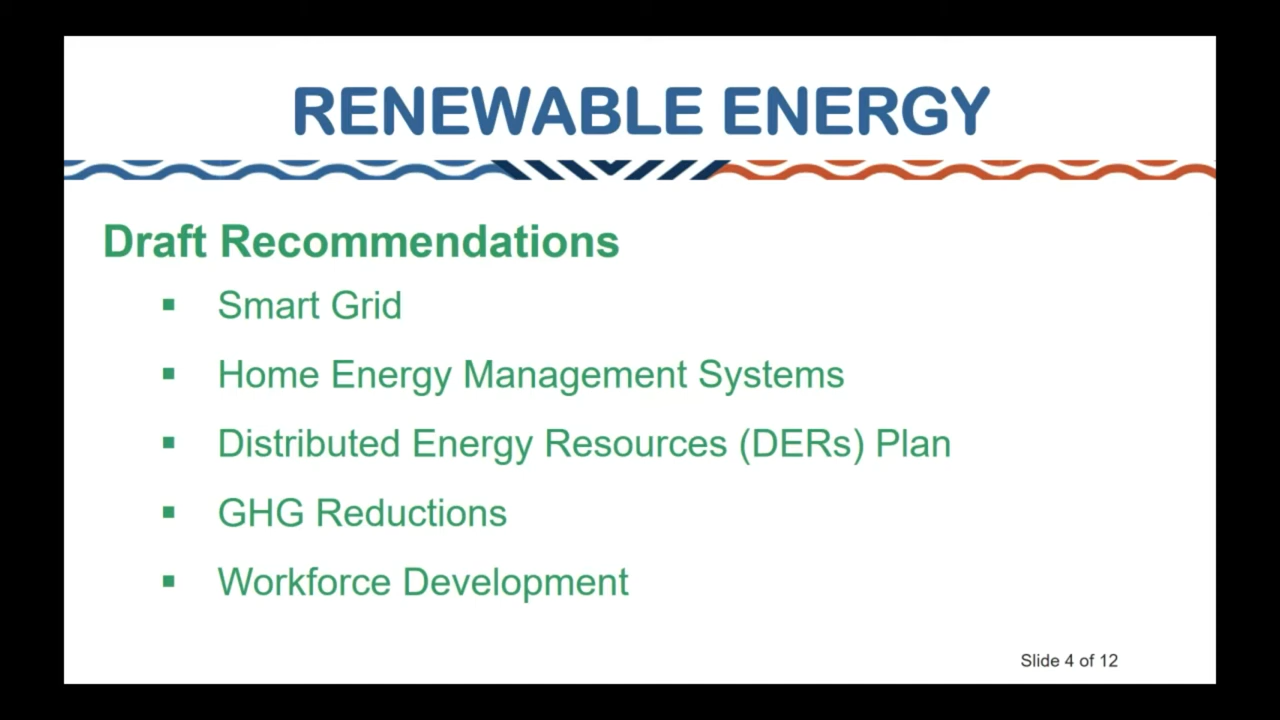 RENEWABLE ENERGY
Draft Recommendations
▪ Smart Grid
▪ Home Energy Management Systems
▪ Distributed Energy Resources (DERs) Plan
▪ GHG Reductions
▪ Workforce Development
Slide 4 of 12